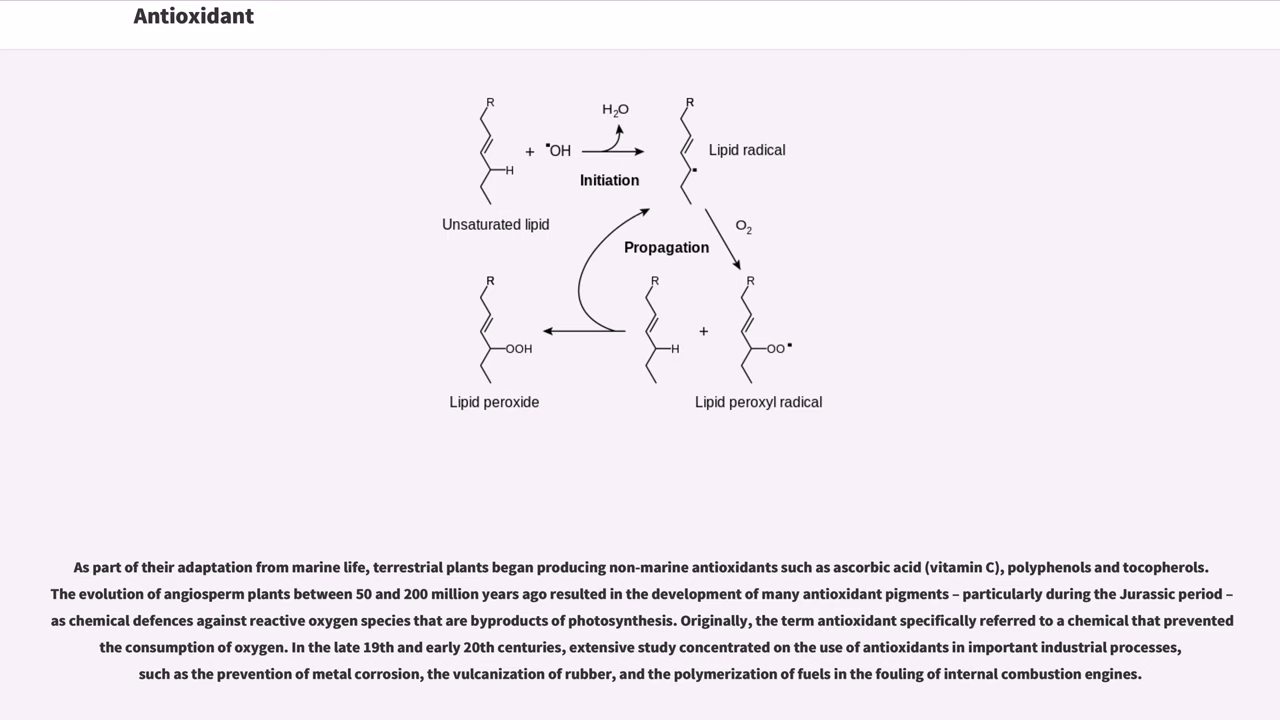 Antioxidant
R
H₂O
R
+ •OH
Lipid radical
H
Initiation
Unsaturated lipid
O₂
Propagation
R
R
R
+
OOH
H
OO•
Lipid peroxide
Lipid peroxyl radical
As part of their adaptation from marine life, terrestrial plants began producing non-marine antioxidants such as ascorbic acid (vitamin C), polyphenols and tocopherols.
The evolution of angiosperm plants between 50 and 200 million years ago resulted in the development of many antioxidant pigments – particularly during the Jurassic period –
as chemical defences against reactive oxygen species that are byproducts of photosynthesis. Originally, the term antioxidant specifically referred to a chemical that prevented
the consumption of oxygen. In the late 19th and early 20th centuries, extensive study concentrated on the use of antioxidants in important industrial processes,
such as the prevention of metal corrosion, the vulcanization of rubber, and the polymerization of fuels in the fouling of internal combustion engines.